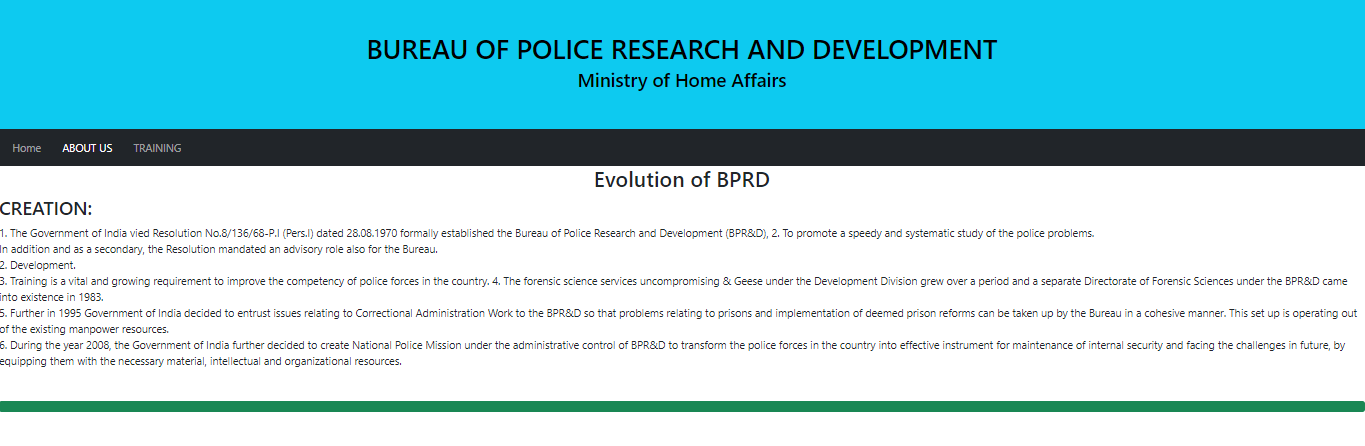 BUREAU OF POLICE RESEARCH AND DEVELOPMENT
Ministry of Home Affairs
Home ABOUT US TRAINING
Evolution of BPRD
CREATION:
1. The Government of India vied Resolution No.8/136/68-P.I (Pers.I) dated 28.08.1970 formally established the Bureau of Police Research and Development (BPR&D), 2. To promote a speedy and systematic study of the police problems.
In addition and as a secondary, the Resolution mandated an advisory role also for the Bureau.
2. Development.
3. Training is a vital and growing requirement to improve the competency of police forces in the country. 4. The forensic science services uncompromising & Geese under the Development Division grew over a period and a separate Directorate of Forensic Sciences under the BPR&D came
into existence in 1983.
5. Further in 1995 Government of India decided to entrust issues relating to Correctional Administration Work to the BPR&D so that problems relating to prisons and implementation of deemed prison reforms can be taken up by the Bureau in a cohesive manner. This set up is operating out
of the existing manpower resources.
6. During the year 2008, the Government of India further decided to create National Police Mission under the administrative control of BPR&D to transform the police forces in the country into effective instrument for maintenance of internal security and facing the challenges in future, by
equipping them with the necessary material, intellectual and organizational resources.